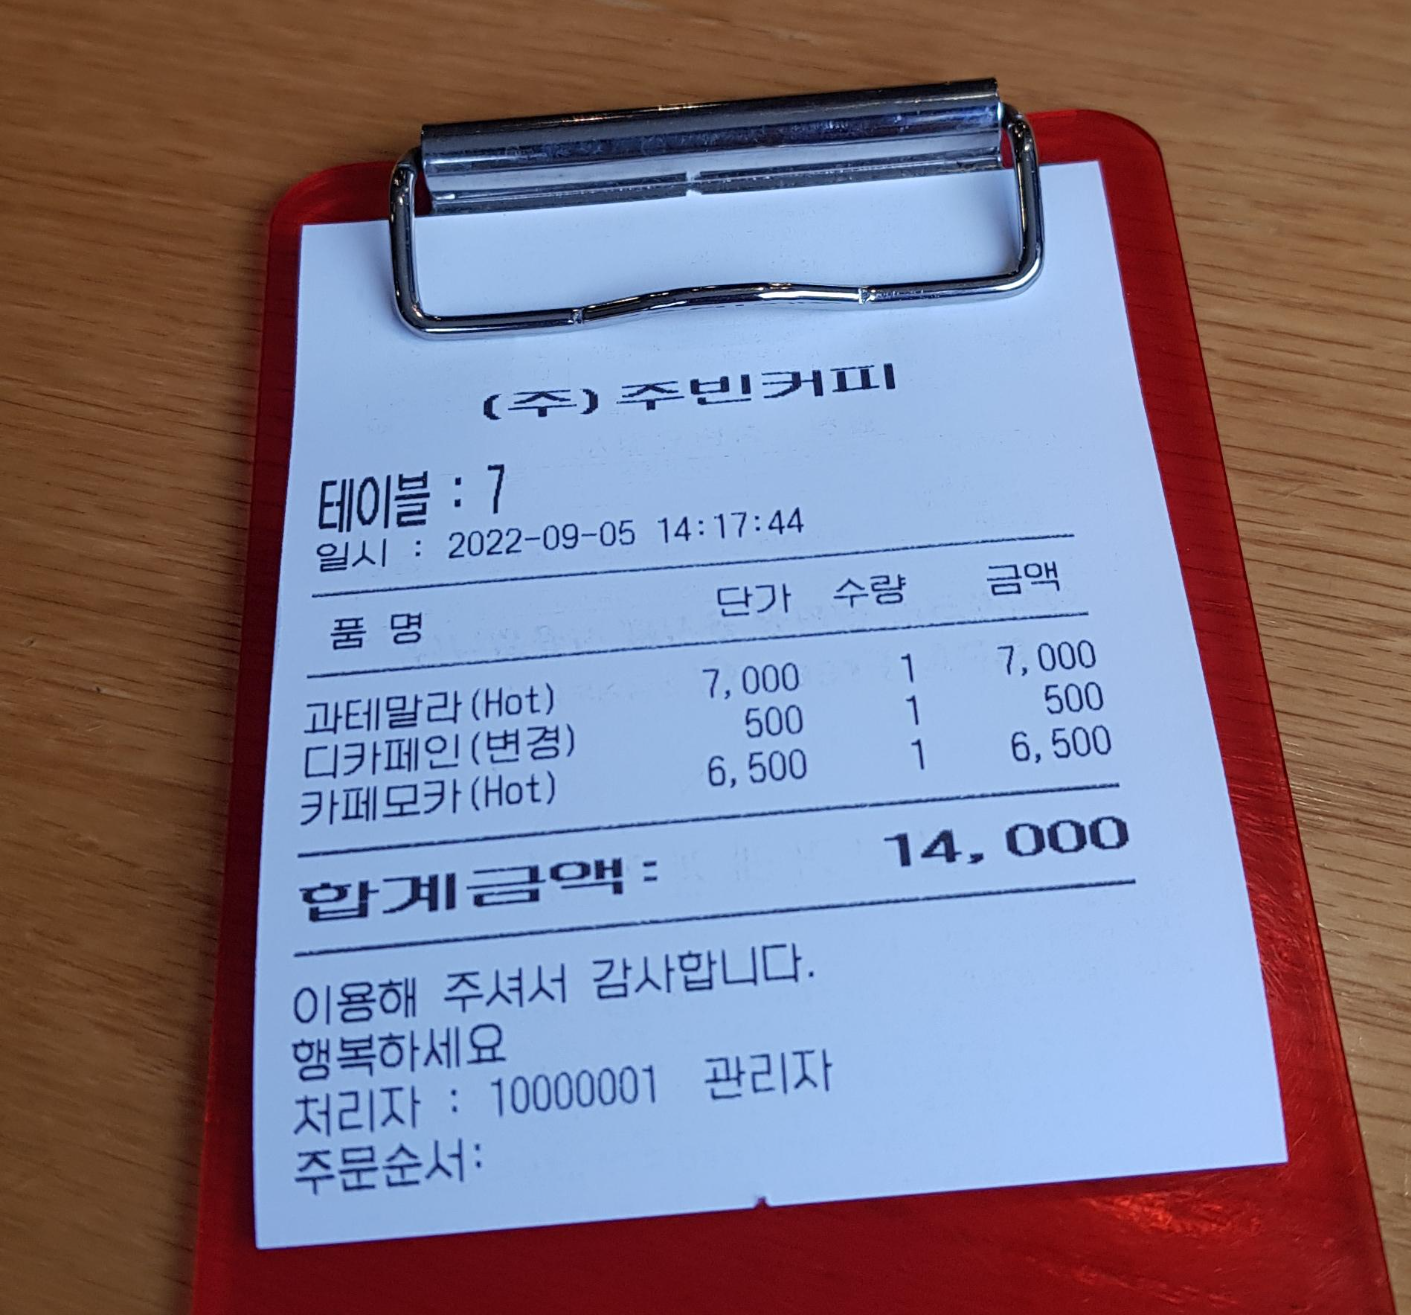 (주)주빈커피
테이블 : 7
일시 : 2022-09-05 14:17:44
품 명 단가 수량 금액
과테말라(Hot) 7,000 1 7,000
디카페인(변경) 500 1 500
카페모카(Hot) 6,500 1 6,500
합계금액: 14,000
이용해 주셔서 감사합니다.
행복하세요
처리자 : 10000001 관리자
주문순서: